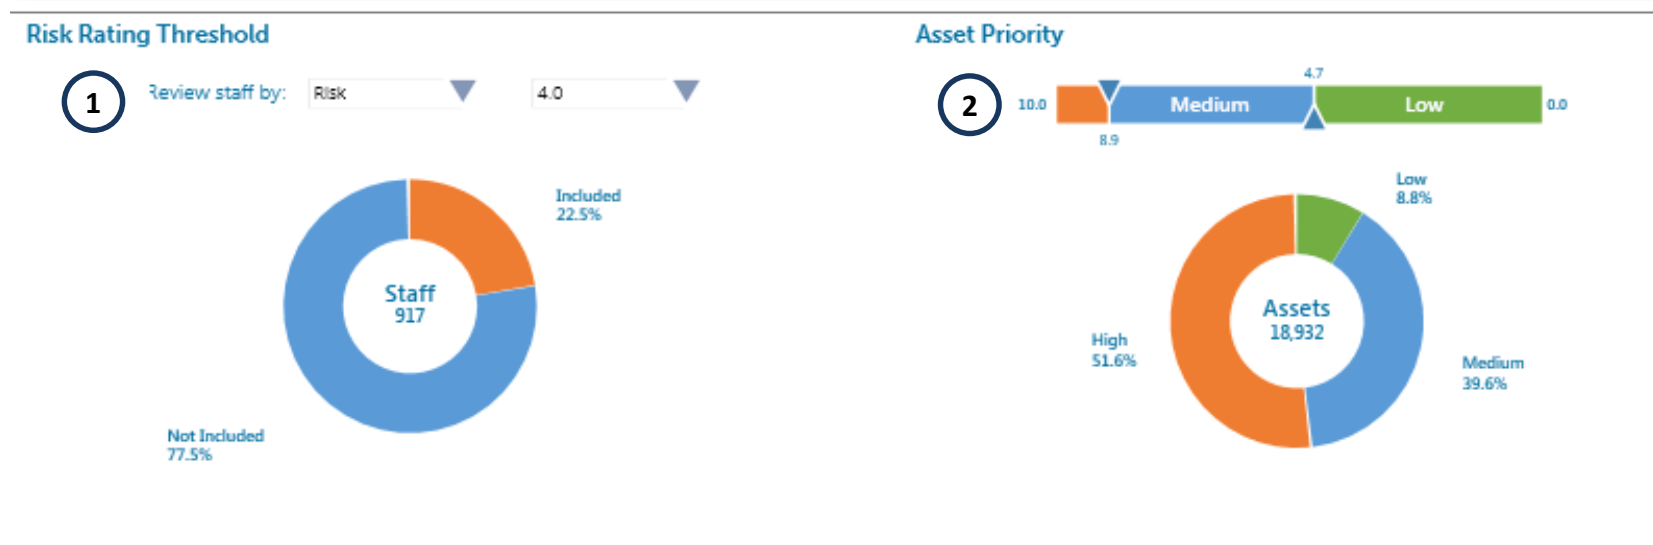 Risk Rating Threshold
1
Review staff by:
Risk
4.0
Included
22.5%
Staff
917
Not Included
77.5%
Asset Priority
2
4.7
10.0
Medium
Low
0.0
8.9
Low
8.8%
Assets
18,932
High
51.6%
Medium
39.6%